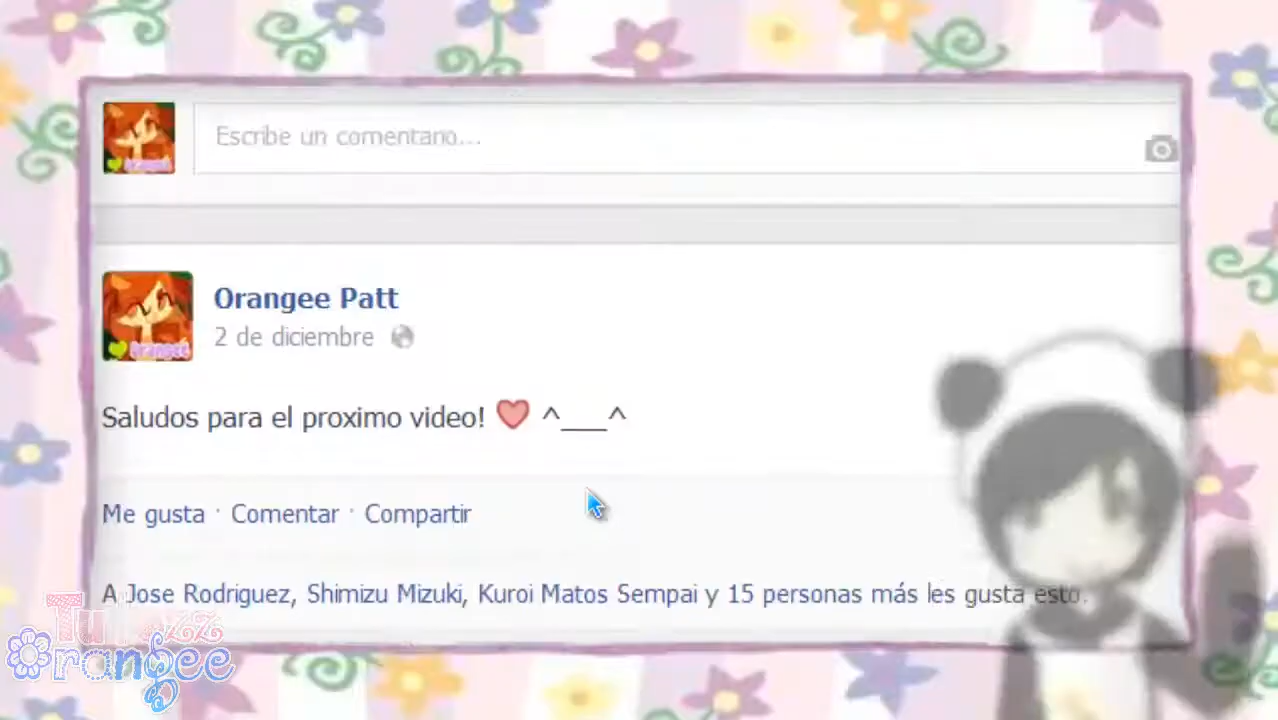 Escribe un comentario...
Orangee Patt
2 de diciembre
Saludos para el proximo video! ❤ ^___^
Me gusta · Comentar · Compartir
A Jose Rodriguez, Shimizu Mizuki, Kuroi Matos Sempai y 15 personas más les gusta esto.
Orangee